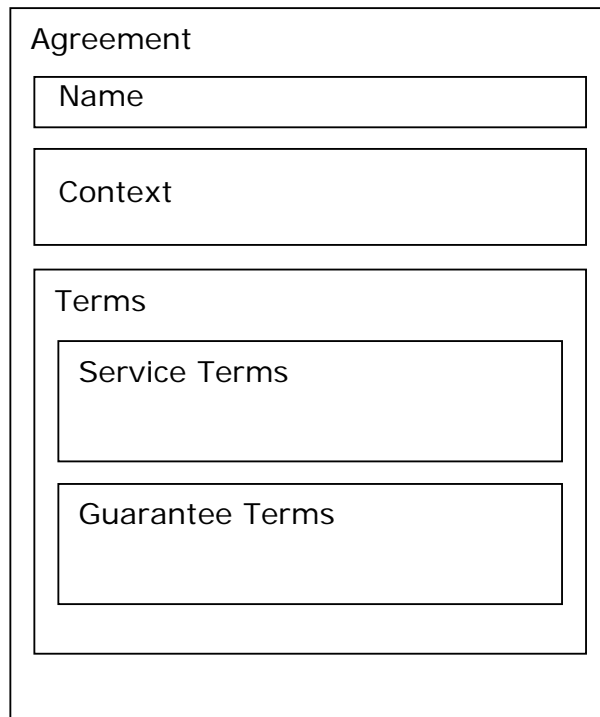 Agreement
Name
Context
Terms
Service Terms
Guarantee Terms